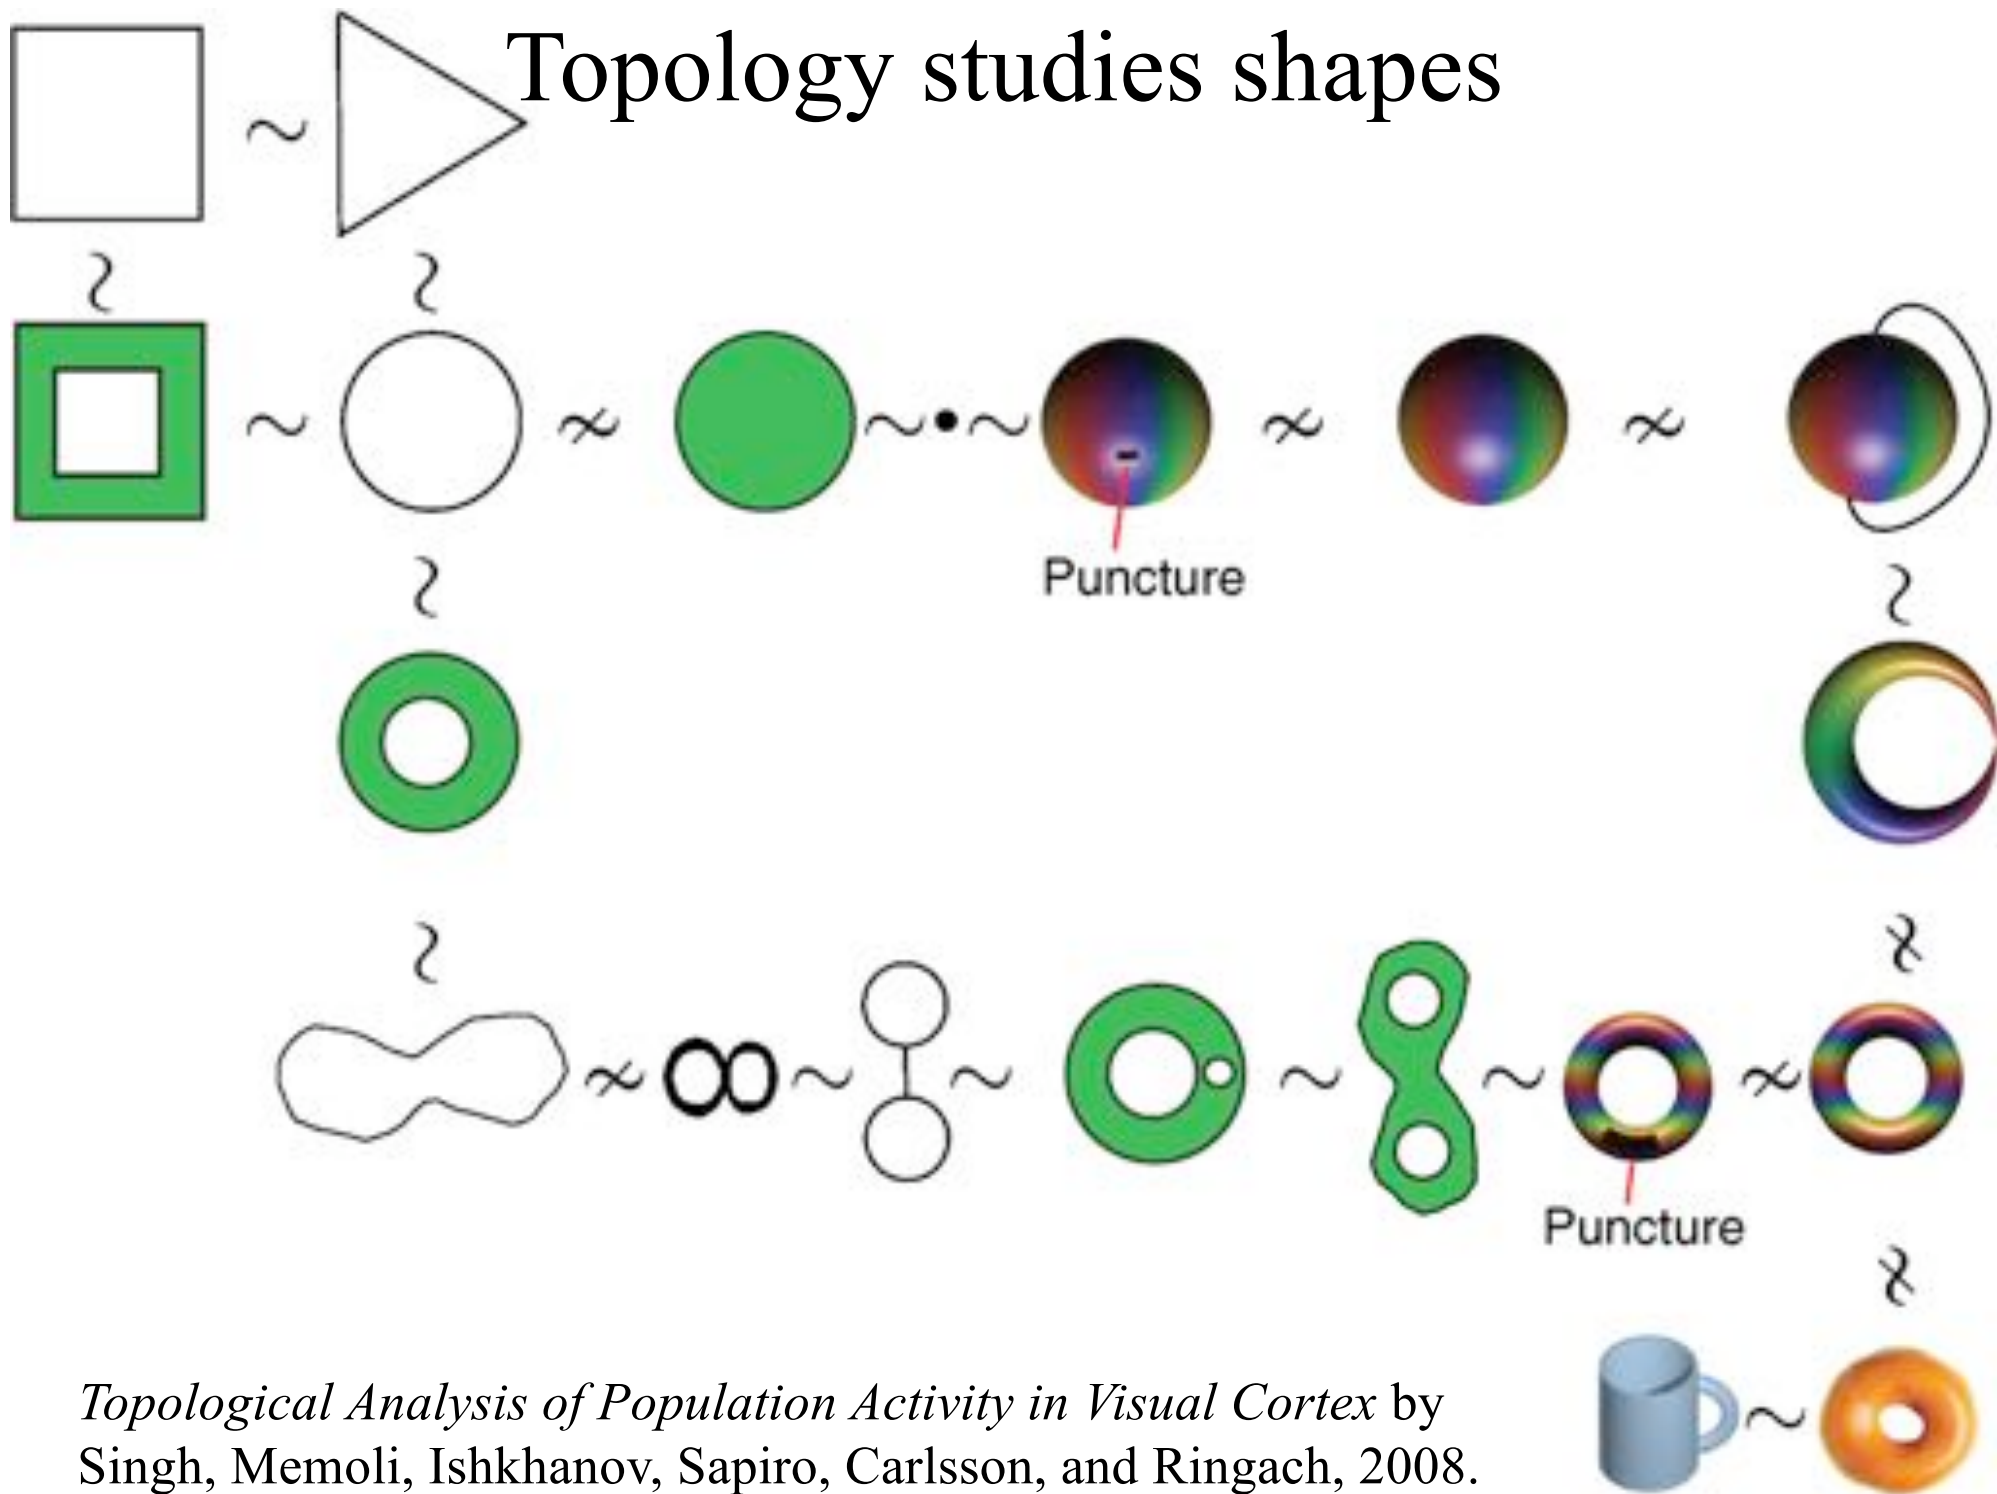 Topology studies shapes
Puncture
Puncture
Topological Analysis of Population Activity in Visual Cortex by
Singh, Memoli, Ishkhanov, Sapiro, Carlsson, and Ringach, 2008.